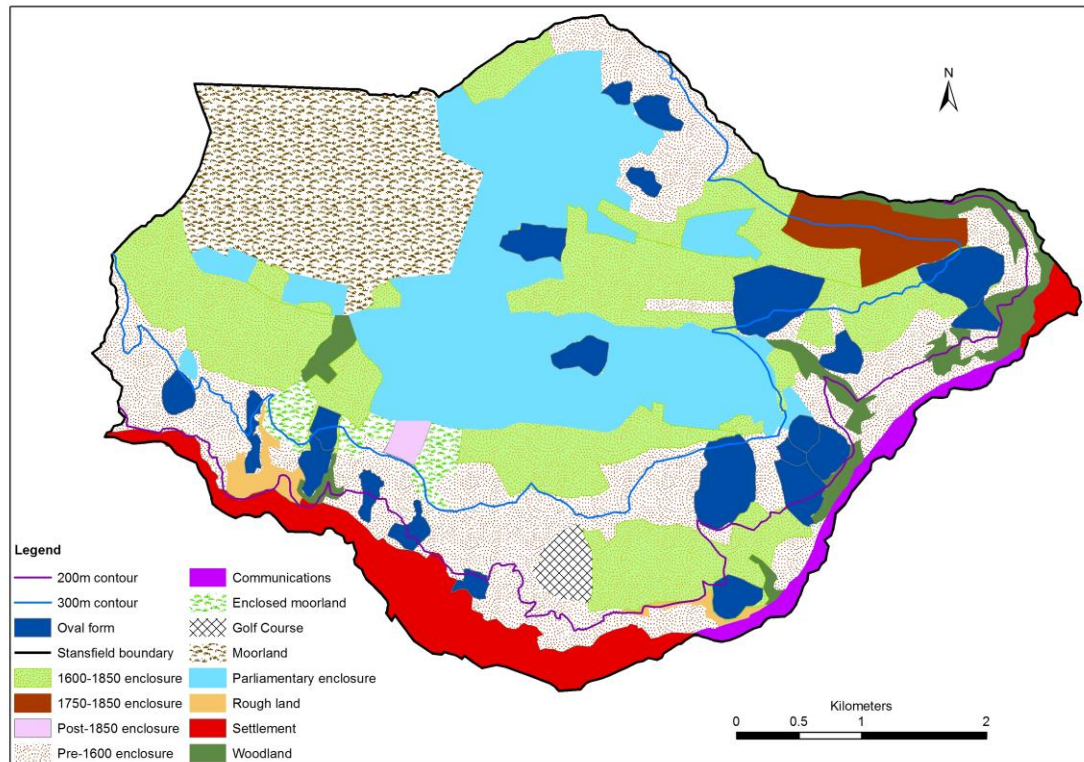 N
Legend
200m contour
300m contour
Oval form
Stansfield boundary
1600-1850 enclosure
1750-1850 enclosure
Post-1850 enclosure
Pre-1600 enclosure
Communications
Enclosed moorland
Golf Course
Moorland
Parliamentary enclosure
Rough land
Settlement
Woodland
Kilometers
0 0.5 1 2